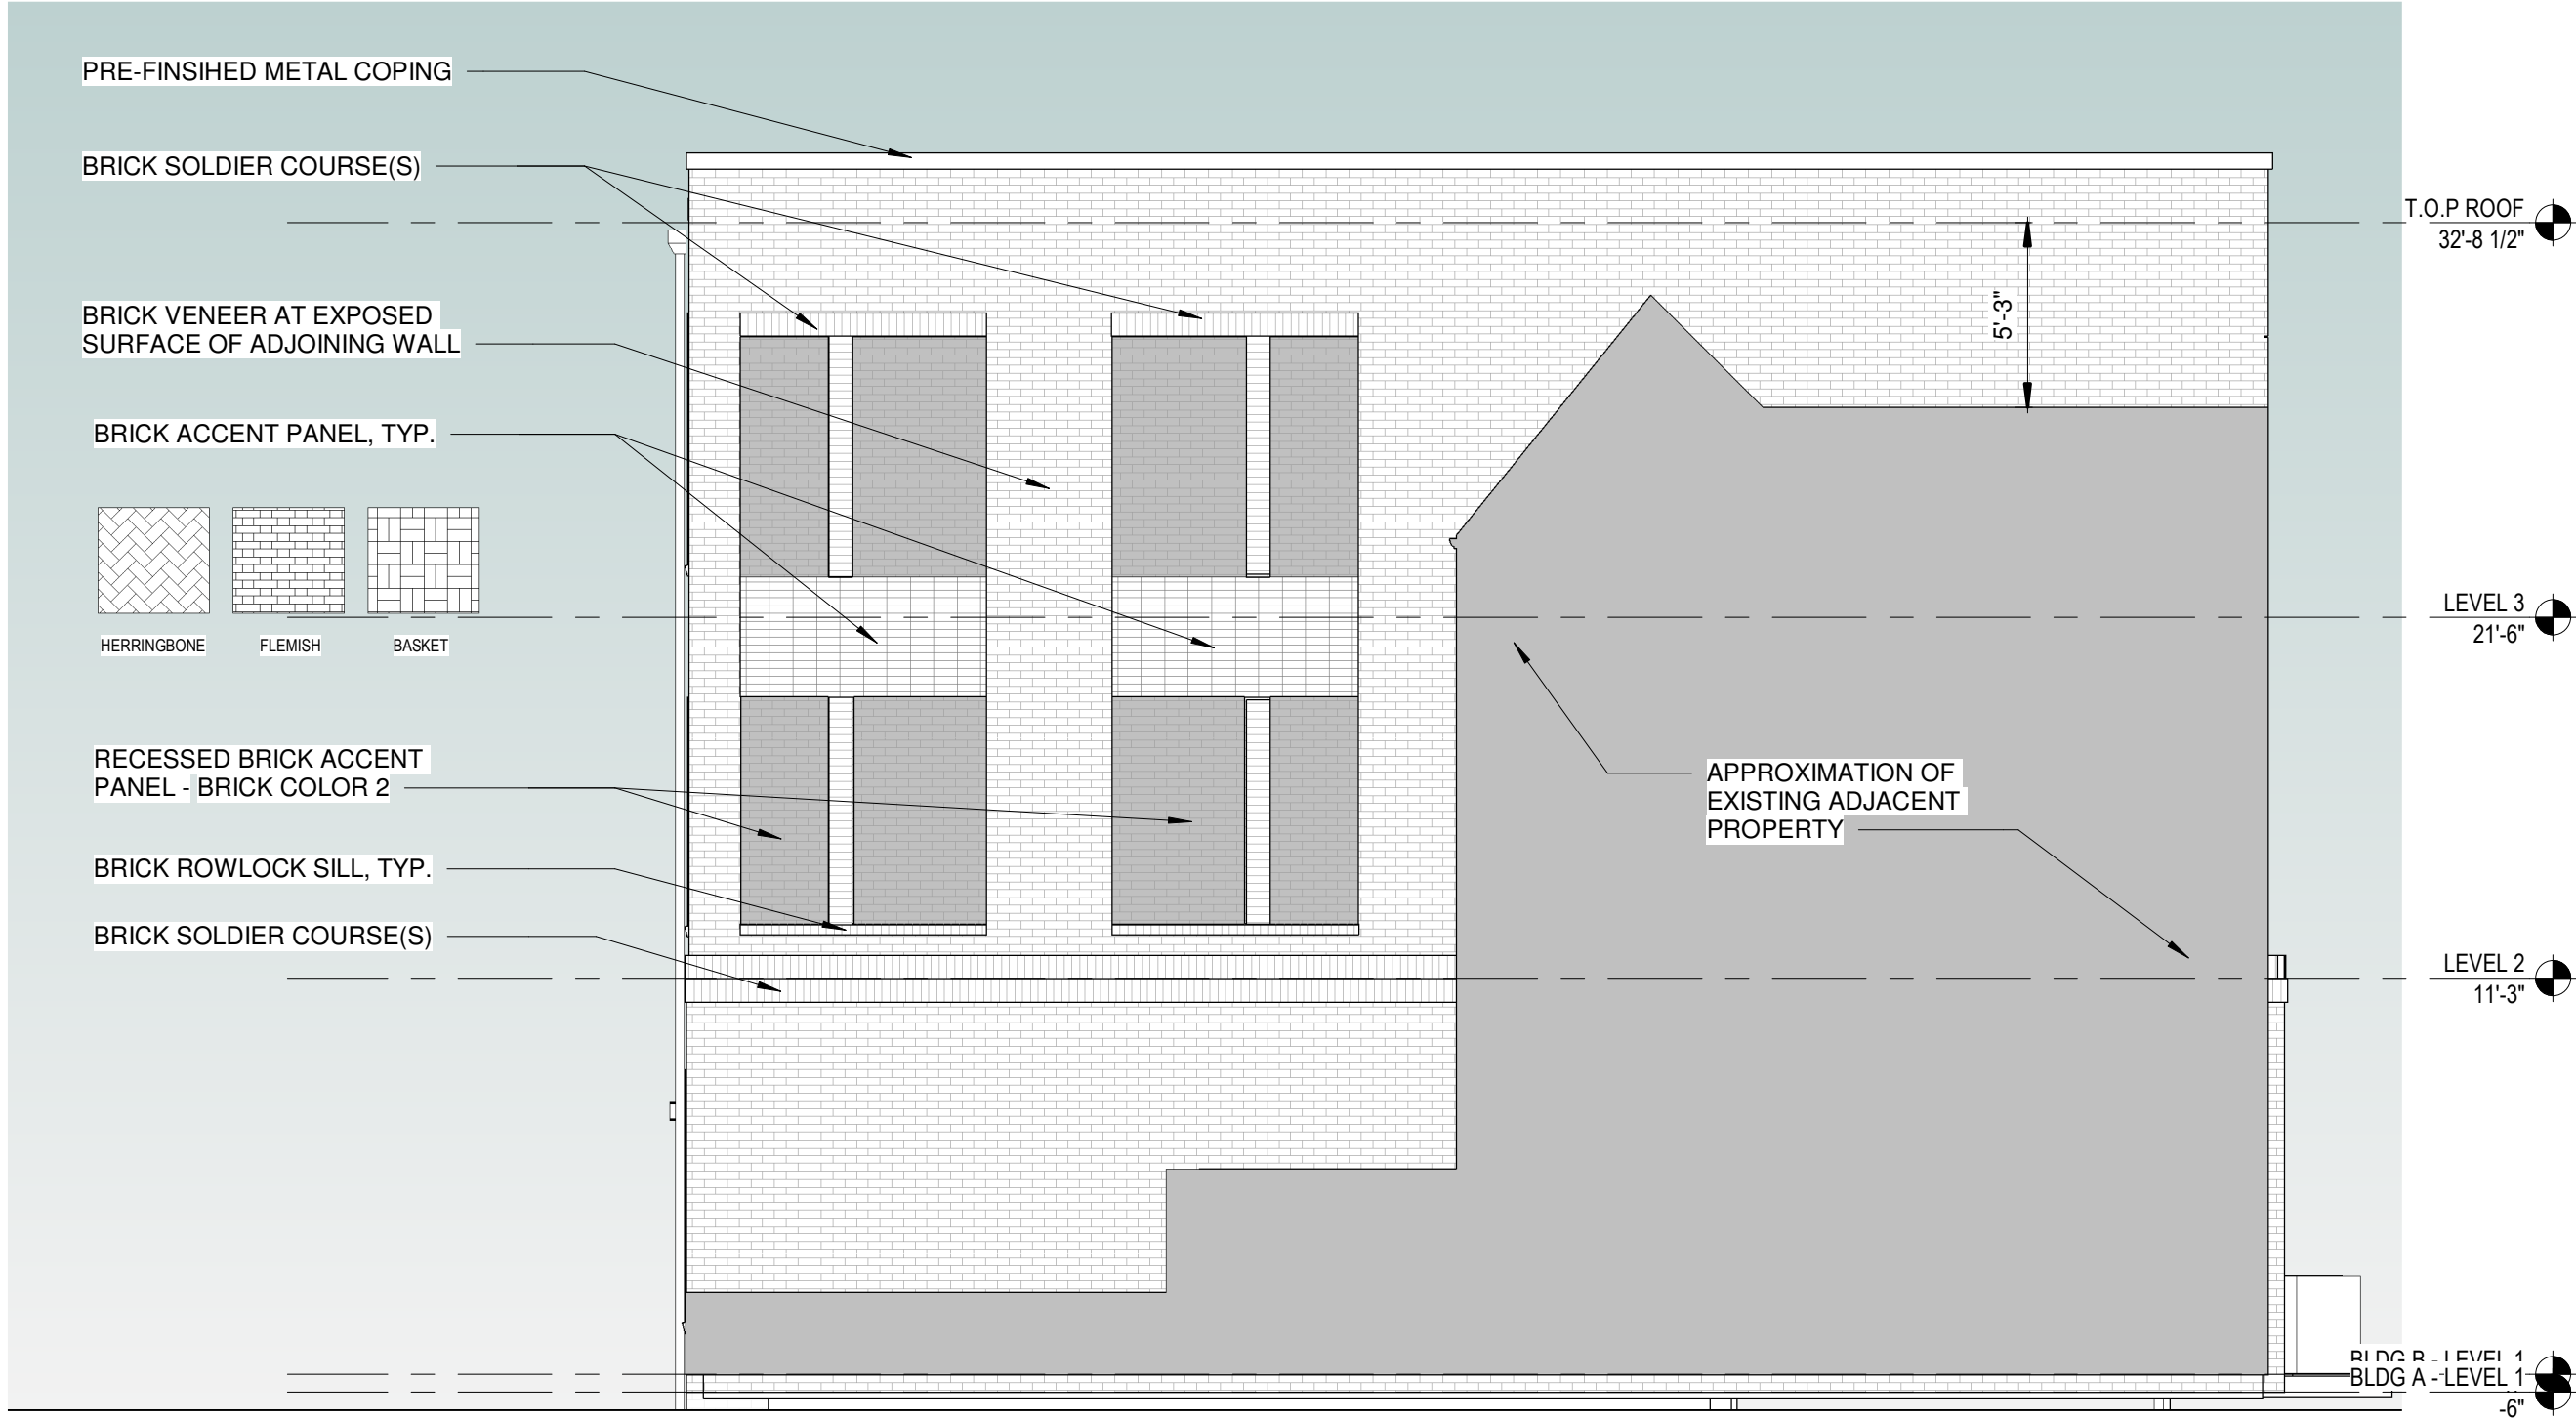 PRE-FINSIHED METAL COPING
BRICK SOLDIER COURSE(S)
BRICK VENEER AT EXPOSED
SURFACE OF ADJOINING WALL
BRICK ACCENT PANEL, TYP.
HERRINGBONE
FLEMISH
BASKET
RECESSED BRICK ACCENT
PANEL - BRICK COLOR 2
BRICK ROWLOCK SILL, TYP.
BRICK SOLDIER COURSE(S)
5'-3"
APPROXIMATION OF
EXISTING ADJACENT
PROPERTY
T.O.P ROOF
32'-8 1/2"
LEVEL 3
21'-6"
LEVEL 2
11'-3"
BLDG B - LEVEL 1
BLDG A - LEVEL 1
-6"